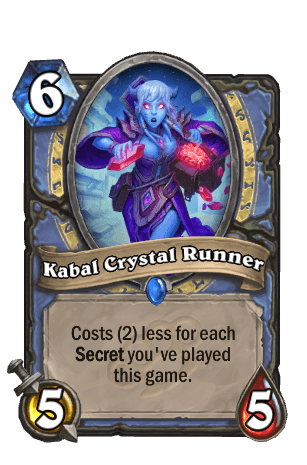 6
Kabal Crystal Runner
Costs (2) less for each
Secret you've played
this game.
5
5